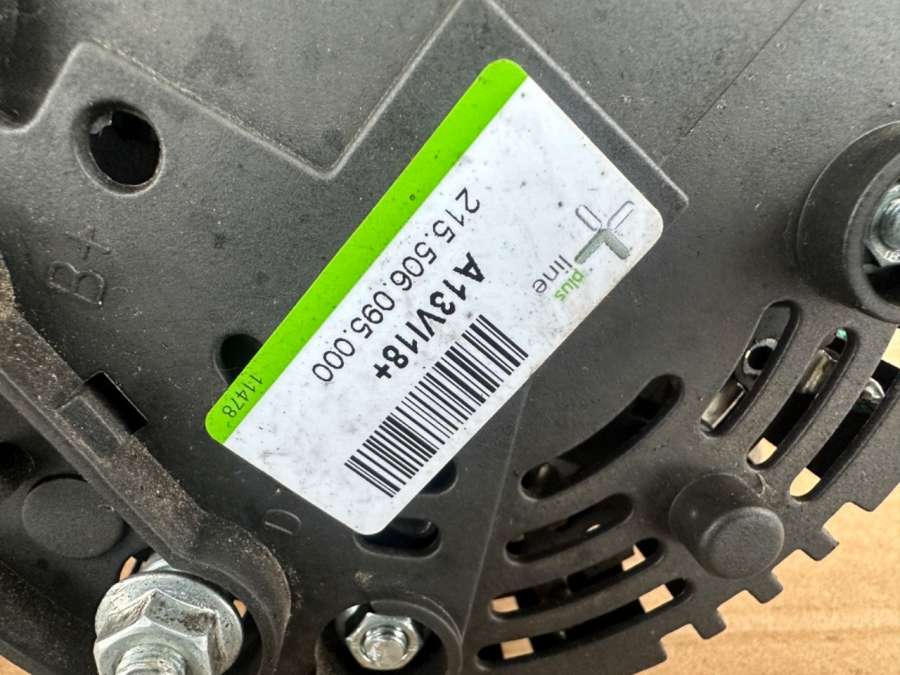 plus
line
A13VI18+
215.506.095.000
11478
B+
D